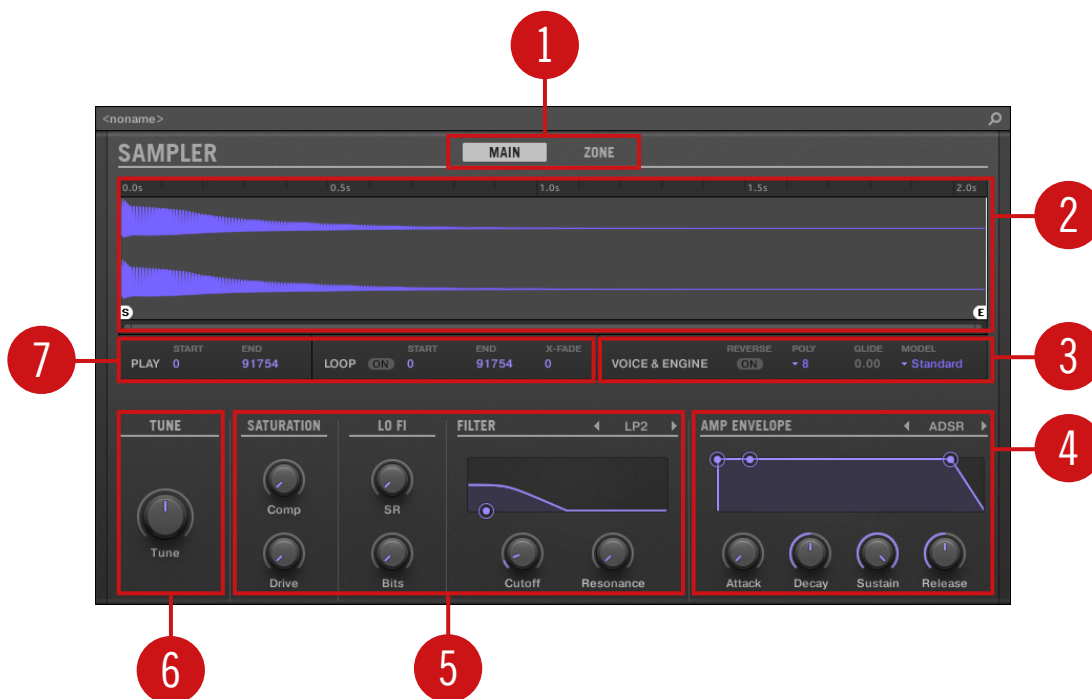 1
<noname>
SAMPLER MAIN ZONE
0.0s 0.5s 1.0s 1.5s 2.0s
2
S E
START END START END X-FADE REVERSE POLY GLIDE MODEL
7 PLAY 0 91754 LOOP ON 0 91754 0 VOICE & ENGINE ON 8 0.00 Standard 3
TUNE SATURATION LO FI FILTER LP2 AMP ENVELOPE ADSR
4
Comp SR
Tune
Drive Bits Cutoff Resonance Attack Decay Sustain Release
6 5